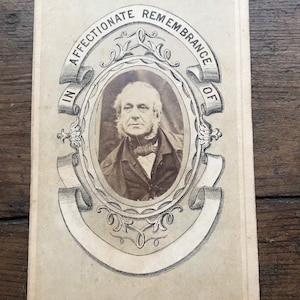 IN AFFECTIONATE REMEMBRANCE OF